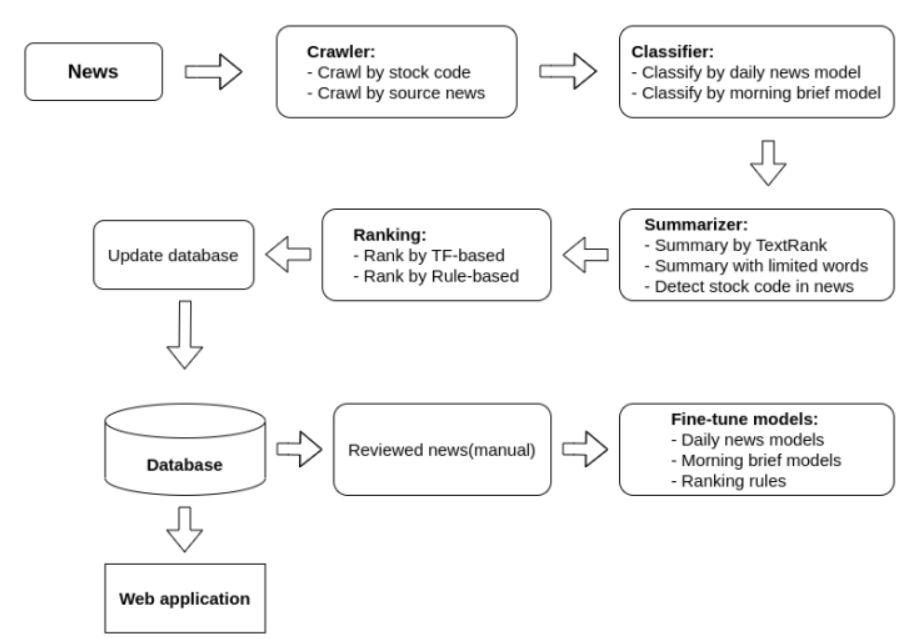 News
Crawler:
- Crawl by stock code
- Crawl by source news
Classifier:
- Classify by daily news model
- Classify by morning brief model
Summarizer:
- Summary by TextRank
- Summary with limited words
- Detect stock code in news
Ranking:
- Rank by TF-based
- Rank by Rule-based
Update database
Database
Reviewed news(manual)
Fine-tune models:
- Daily news models
- Morning brief models
- Ranking rules
Web application